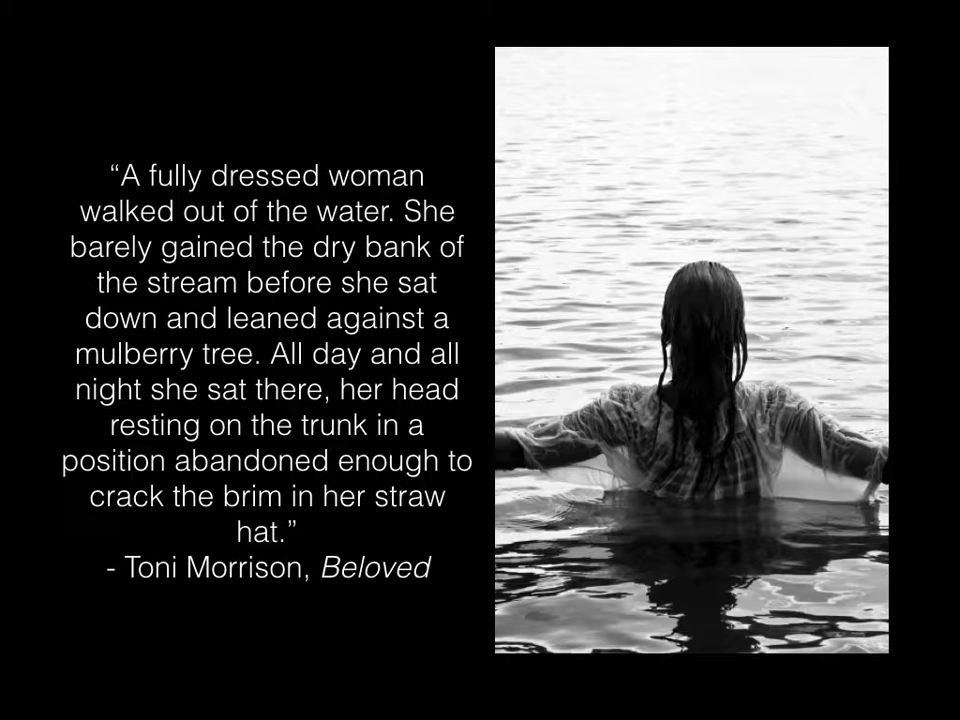 “A fully dressed woman
walked out of the water. She
barely gained the dry bank of
the stream before she sat
down and leaned against a
mulberry tree. All day and all
night she sat there, her head
resting on the trunk in a
position abandoned enough to
crack the brim in her straw
hat.”
- Toni Morrison, Beloved